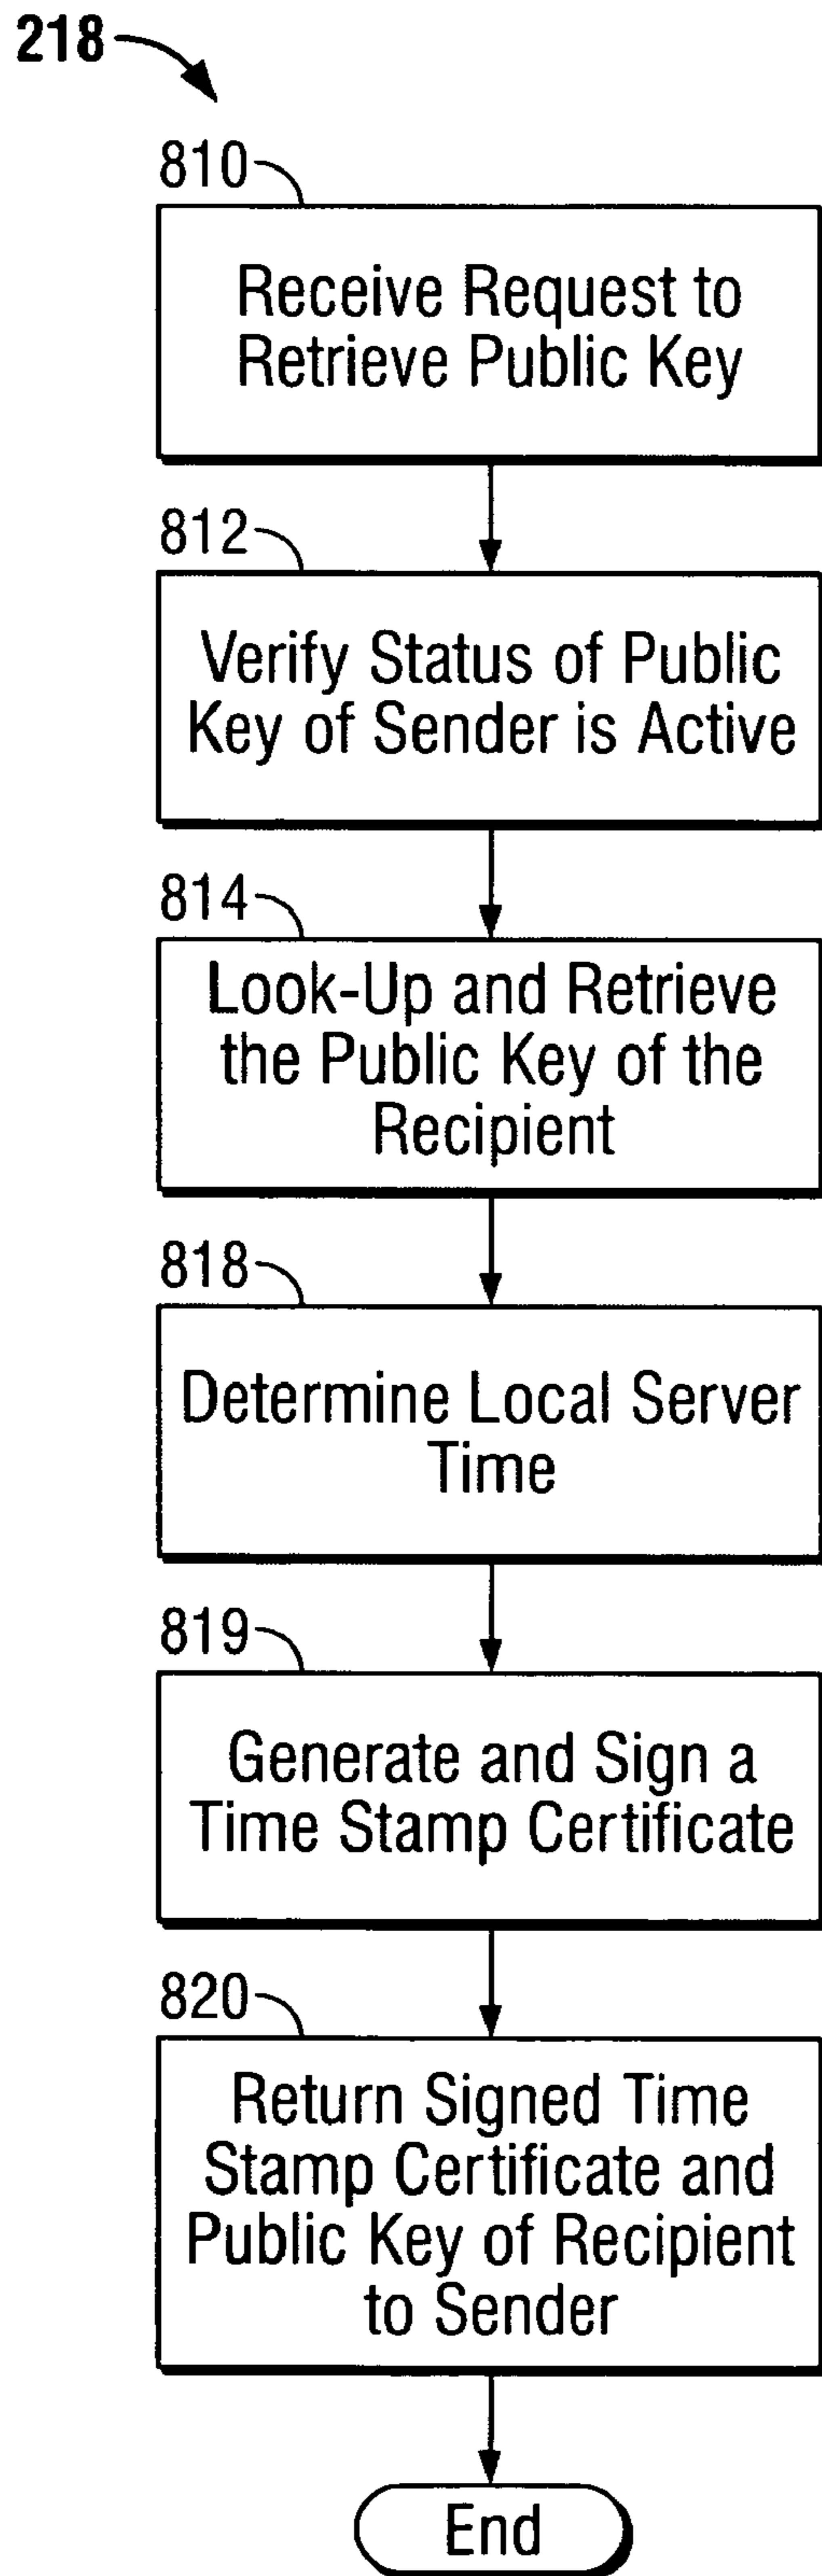 218
810
Receive Request to
Retrieve Public Key
812
Verify Status of Public
Key of Sender is Active
814
Look-Up and Retrieve
the Public Key of the
Recipient
818
Determine Local Server
Time
819
Generate and Sign a
Time Stamp Certificate
820
Return Signed Time
Stamp Certificate and
Public Key of Recipient
to Sender
End